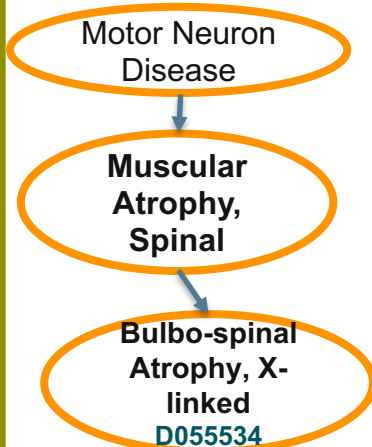 Motor Neuron
Disease
Muscular
Atrophy,
Spinal
Bulbo-spinal
Atrophy, X-
linked
D055534